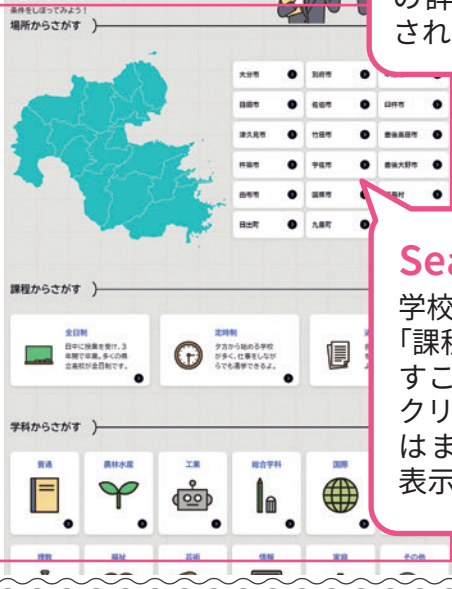 の詳
され
条件をしぼってみよう！
場所からさがす
大分市
別府市
日田市
佐伯市
臼杵市
津久見市
竹田市
豊後高田市
杵築市
宇佐市
豊後大野市
由布市
国東市
日出町
九重町
Sea
学校
「課程
すこ
クリ
はま
表示
課程からさがす
全日制
日中に授業を受け、3
年間で卒業。多くの県
立高校が全日制です。
定時制
夕方から始める学校
が多く、仕事をしなが
らでも通学できるよ。
学科からさがす
普通
農林水産
工業
総合学科
国際
理数
福祉
芸術
情報
家庭
その他